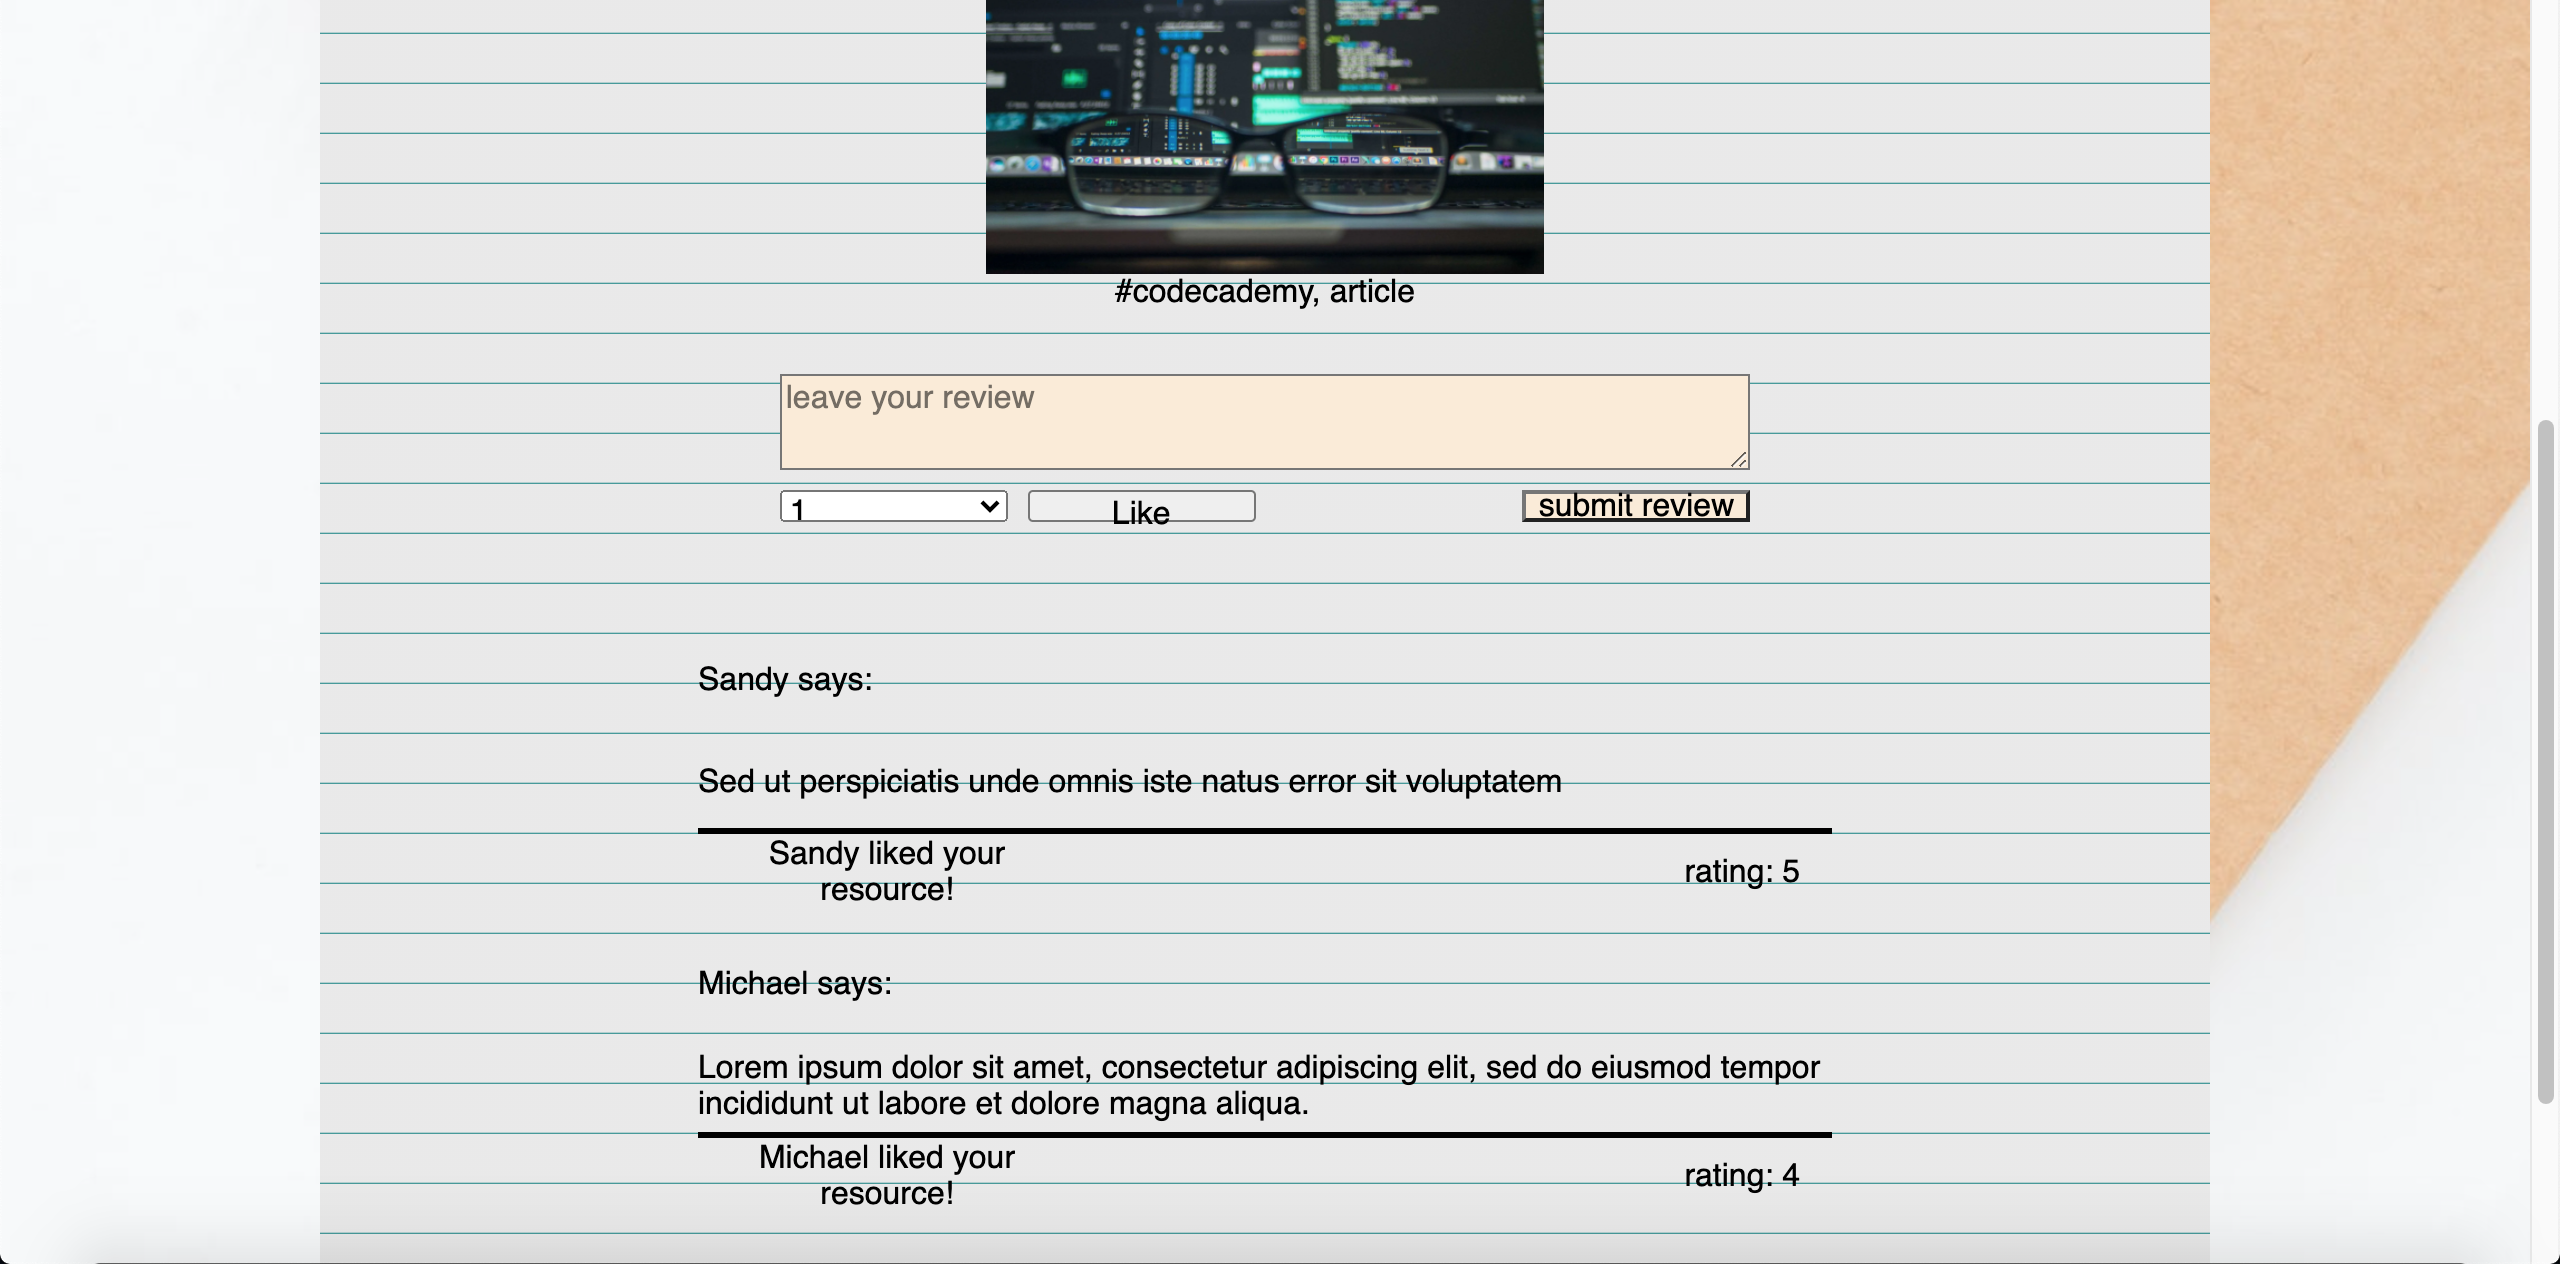 #codecademy, article
leave your review
1
Like
submit review
Sandy says:
Sed ut perspiciatis unde omnis iste natus error sit voluptatem
Sandy liked your
resource!
rating: 5
Michael says:
Lorem ipsum dolor sit amet, consectetur adipiscing elit, sed do eiusmod tempor
incididunt ut labore et dolore magna aliqua.
Michael liked your
resource!
rating: 4